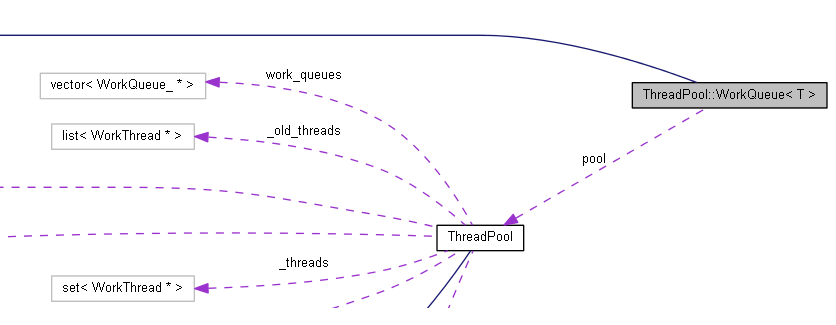 work_queues
vector< WorkQueue_ * >
ThreadPool::WorkQueue< T >
_old_threads
list< WorkThread * >
pool
ThreadPool
_threads
set< WorkThread * >